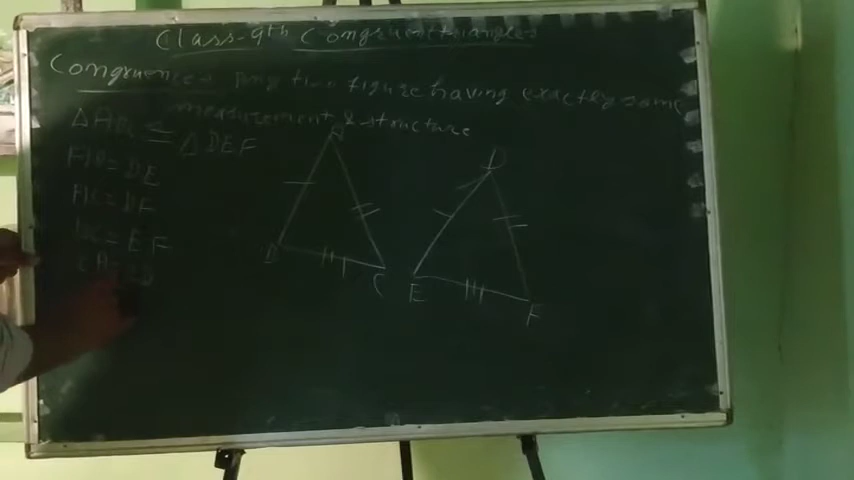 Class-9th Congruent triangles
Congruence → Any two figure having exactly same
measurement & structure
△ABC ≅ △DEF
AB = DE
AC = DF
BC = EF
A
B
C
D
E
F